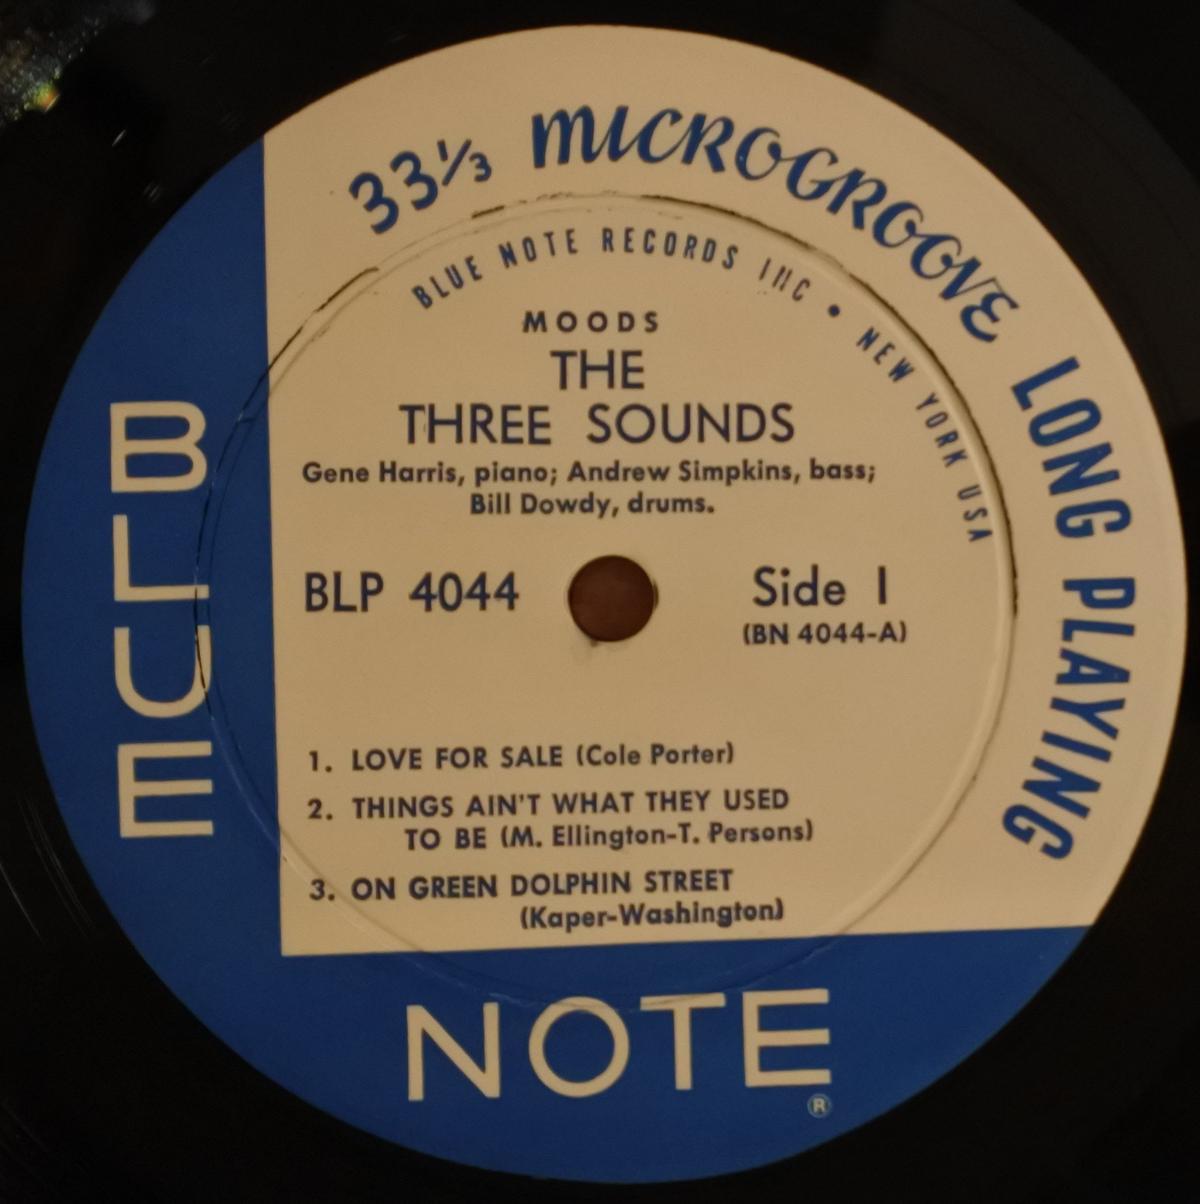 33⅓ MICROGROOVE LONG PLAYING
BLUE NOTE RECORDS INC • NEW YORK USA
MOODS
THE
THREE SOUNDS
Gene Harris, piano; Andrew Simpkins, bass;
Bill Dowdy, drums.
BLP 4044
Side 1
(BN 4044-A)
1. LOVE FOR SALE (Cole Porter)
2. THINGS AIN'T WHAT THEY USED
TO BE (M. Ellington-T. Persons)
3. ON GREEN DOLPHIN STREET
(Kaper-Washington)
BLUE
NOTE
®